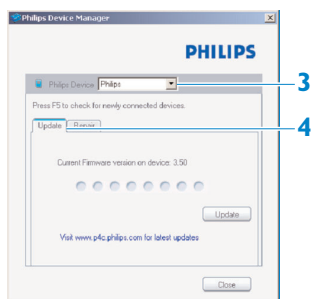 Philips Device Manager
PHILIPS
Philips Device Philips
3
Press F5 to check for newly connected devices.
Update Repair
4
Current Firmware version on device: 3.50
Update
Visit www.p4c.philips.com for latest updates
Close